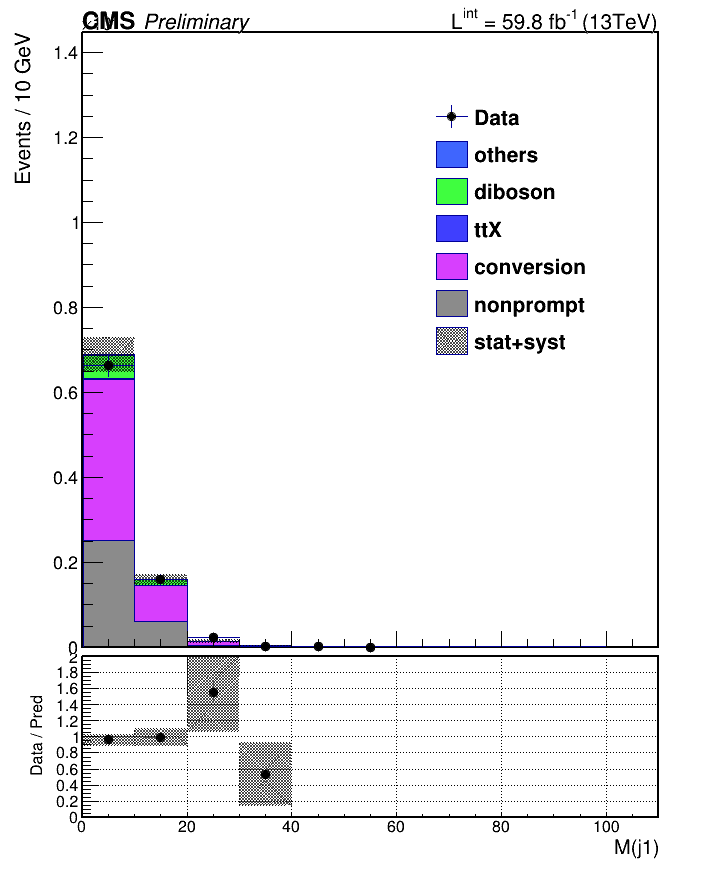 CMS Preliminary L^int = 59.8 fb^-1 (13TeV)
Events / 10 GeV
1.4
1.2
1
0.8
0.6
0.4
0.2
0
Data
others
diboson
ttX
conversion
nonprompt
stat+syst
Data / Pred
2
1.8
1.6
1.4
1.2
1
0.8
0.6
0.4
0.2
0
0 20 40 60 80 100
M(j1)